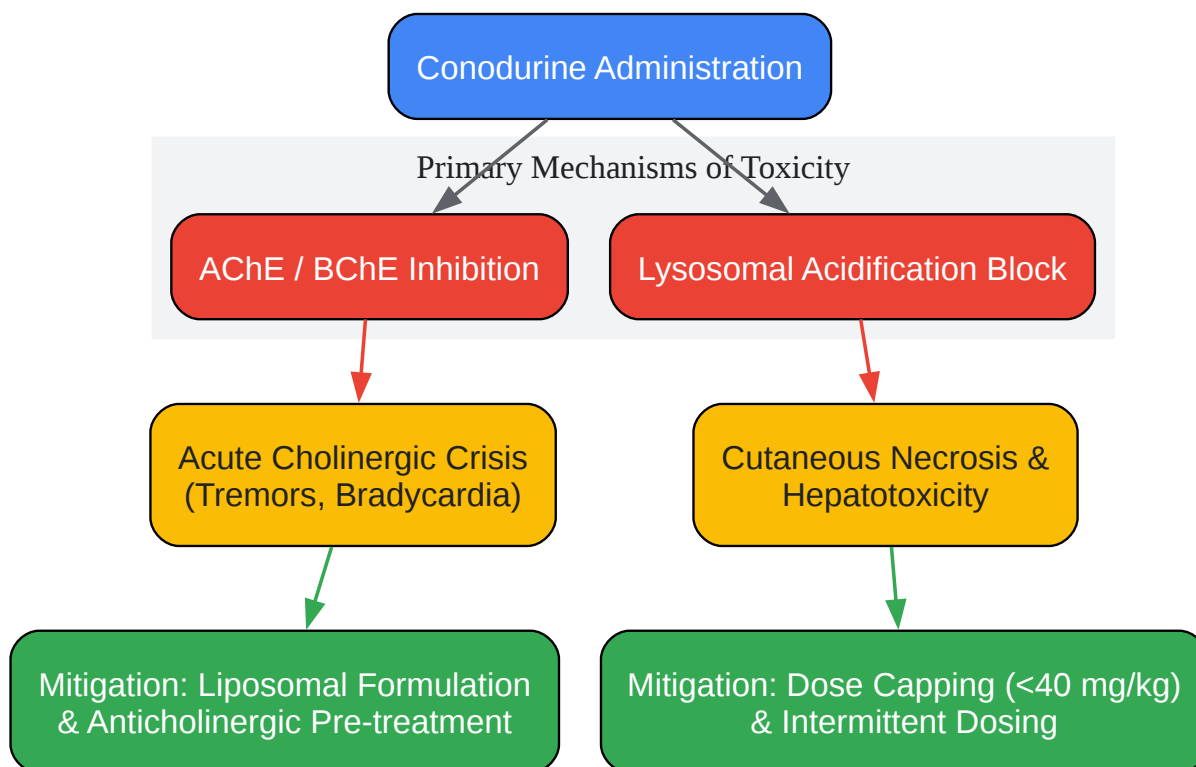 Conodurine Administration
Primary Mechanisms of Toxicity
AChE / BChE Inhibition
Lysosomal Acidification Block
Acute Cholinergic Crisis
(Tremors, Bradycardia)
Cutaneous Necrosis &
Hepatotoxicity
Mitigation: Liposomal Formulation
& Anticholinergic Pre-treatment
Mitigation: Dose Capping (<40 mg/kg)
& Intermittent Dosing